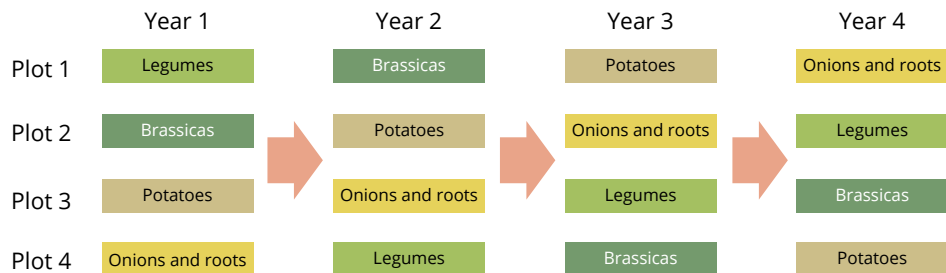 Year 1 Year 2 Year 3 Year 4
Plot 1 Legumes Brassicas Potatoes Onions and roots
Plot 2 Brassicas Potatoes Onions and roots Legumes
Plot 3 Potatoes Onions and roots Legumes Brassicas
Plot 4 Onions and roots Legumes Brassicas Potatoes